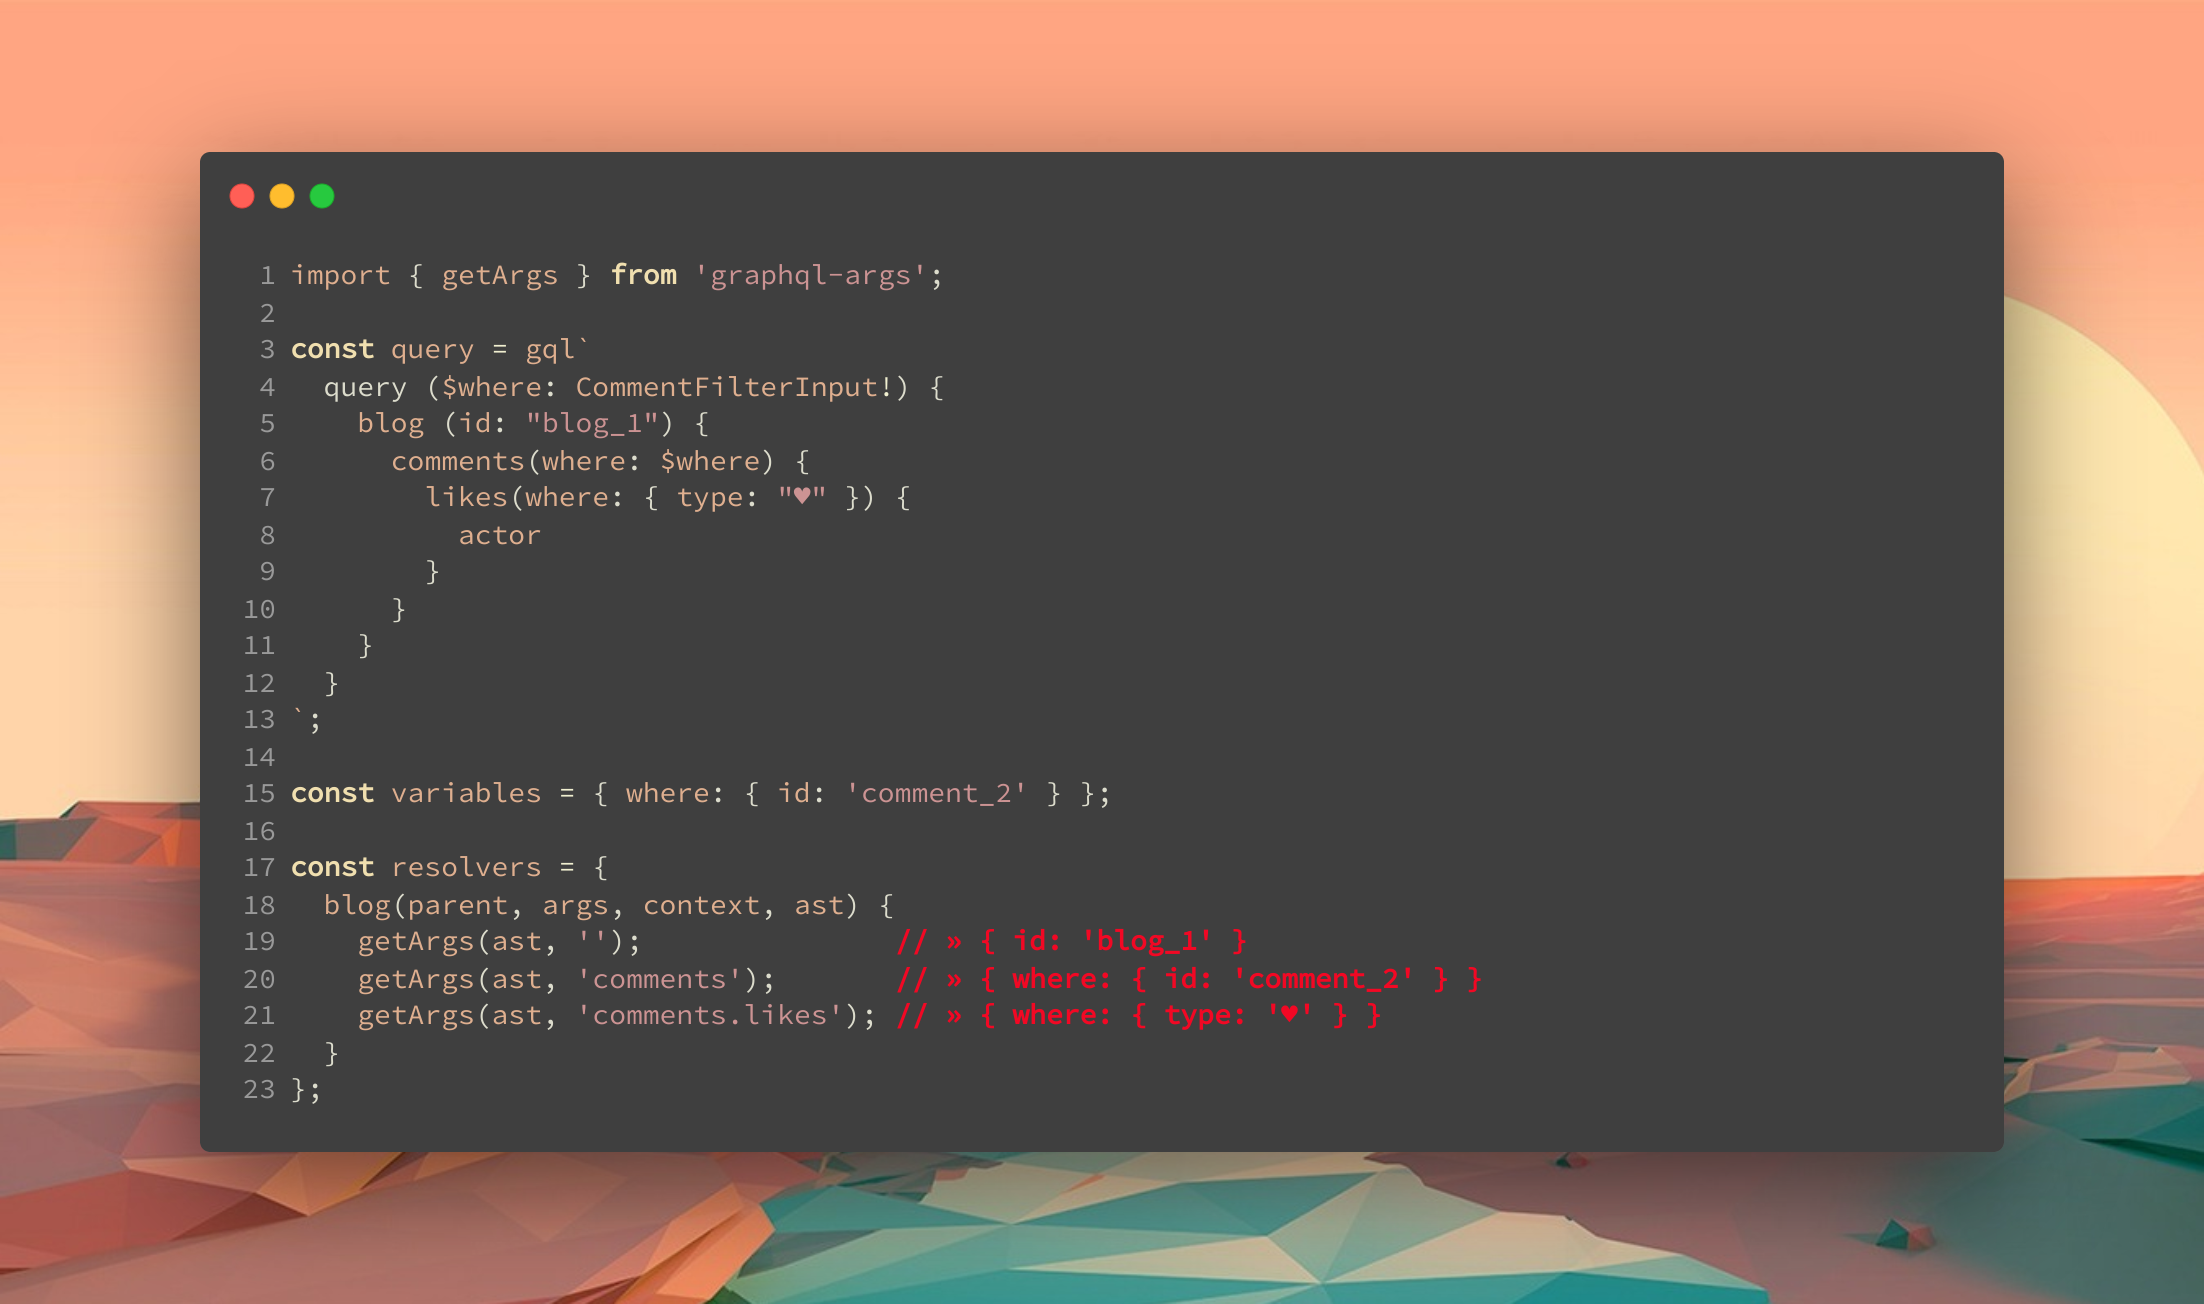 1 import { getArgs } from 'graphql-args';
2
3 const query = gql`
4   query ($where: CommentFilterInput!) {
5     blog (id: "blog_1") {
6       comments(where: $where) {
7         likes(where: { type: "♥" }) {
8           actor
9         }
10       }
11     }
12   }
13 `;
14
15 const variables = { where: { id: 'comment_2' } };
16
17 const resolvers = {
18   blog(parent, args, context, ast) {
19     getArgs(ast, '');               // » { id: 'blog_1' }
20     getArgs(ast, 'comments');       // » { where: { id: 'comment_2' } }
21     getArgs(ast, 'comments.likes'); // » { where: { type: '♥' } }
22   }
23 };